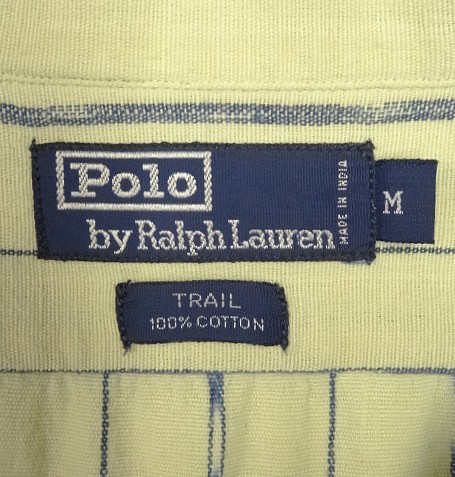 Polo
by Ralph Lauren
MADE IN INDIA
M
TRAIL
100% COTTON